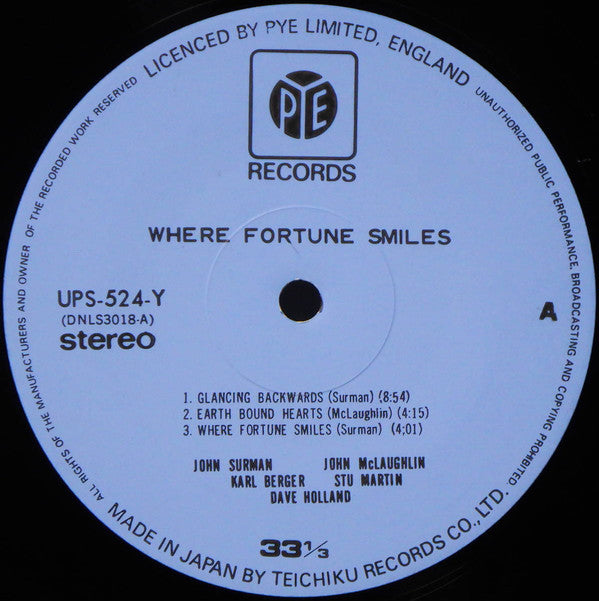 LICENCED BY PYE LIMITED, ENGLAND
UNAUTHORIZED PUBLIC PERFORMANCE, BROADCASTING AND COPYING PROHIBITED
ALL RIGHTS OF THE MANUFACTURERS AND OWNER OF THE RECORDED WORK RESERVED
PYE
RECORDS
WHERE FORTUNE SMILES
UPS-524-Y
(DNLS3018-A)
stereo
A
1. GLANCING BACKWARDS (Surman) (8:54)
2. EARTH BOUND HEARTS (McLaughlin) (4:15)
3. WHERE FORTUNE SMILES (Surman) (4;01)
JOHN SURMAN JOHN McLAUGHLIN
KARL BERGER STU MARTIN
DAVE HOLLAND
33 1/3
MADE IN JAPAN BY TEICHIKU RECORDS CO., LTD.